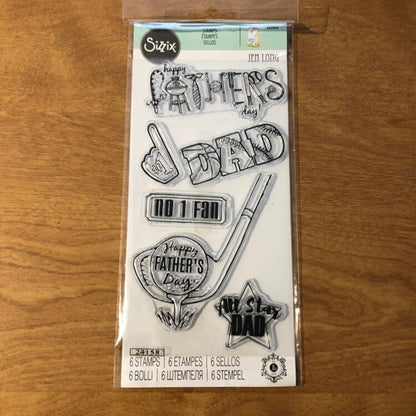 Sizzix
STAMPS
ÉTAMPES
SELLOS
JEN LONG
happy
FATHER'S
day
DAD
no 1 Fan
Happy
FATHER'S
Day
All Star
DAD
6 STAMPS | 6 ÉTAMPES | 6 SELLOS
6 BOLLI | 6 ШТЕМПЕЛЯ | 6 STEMPEL